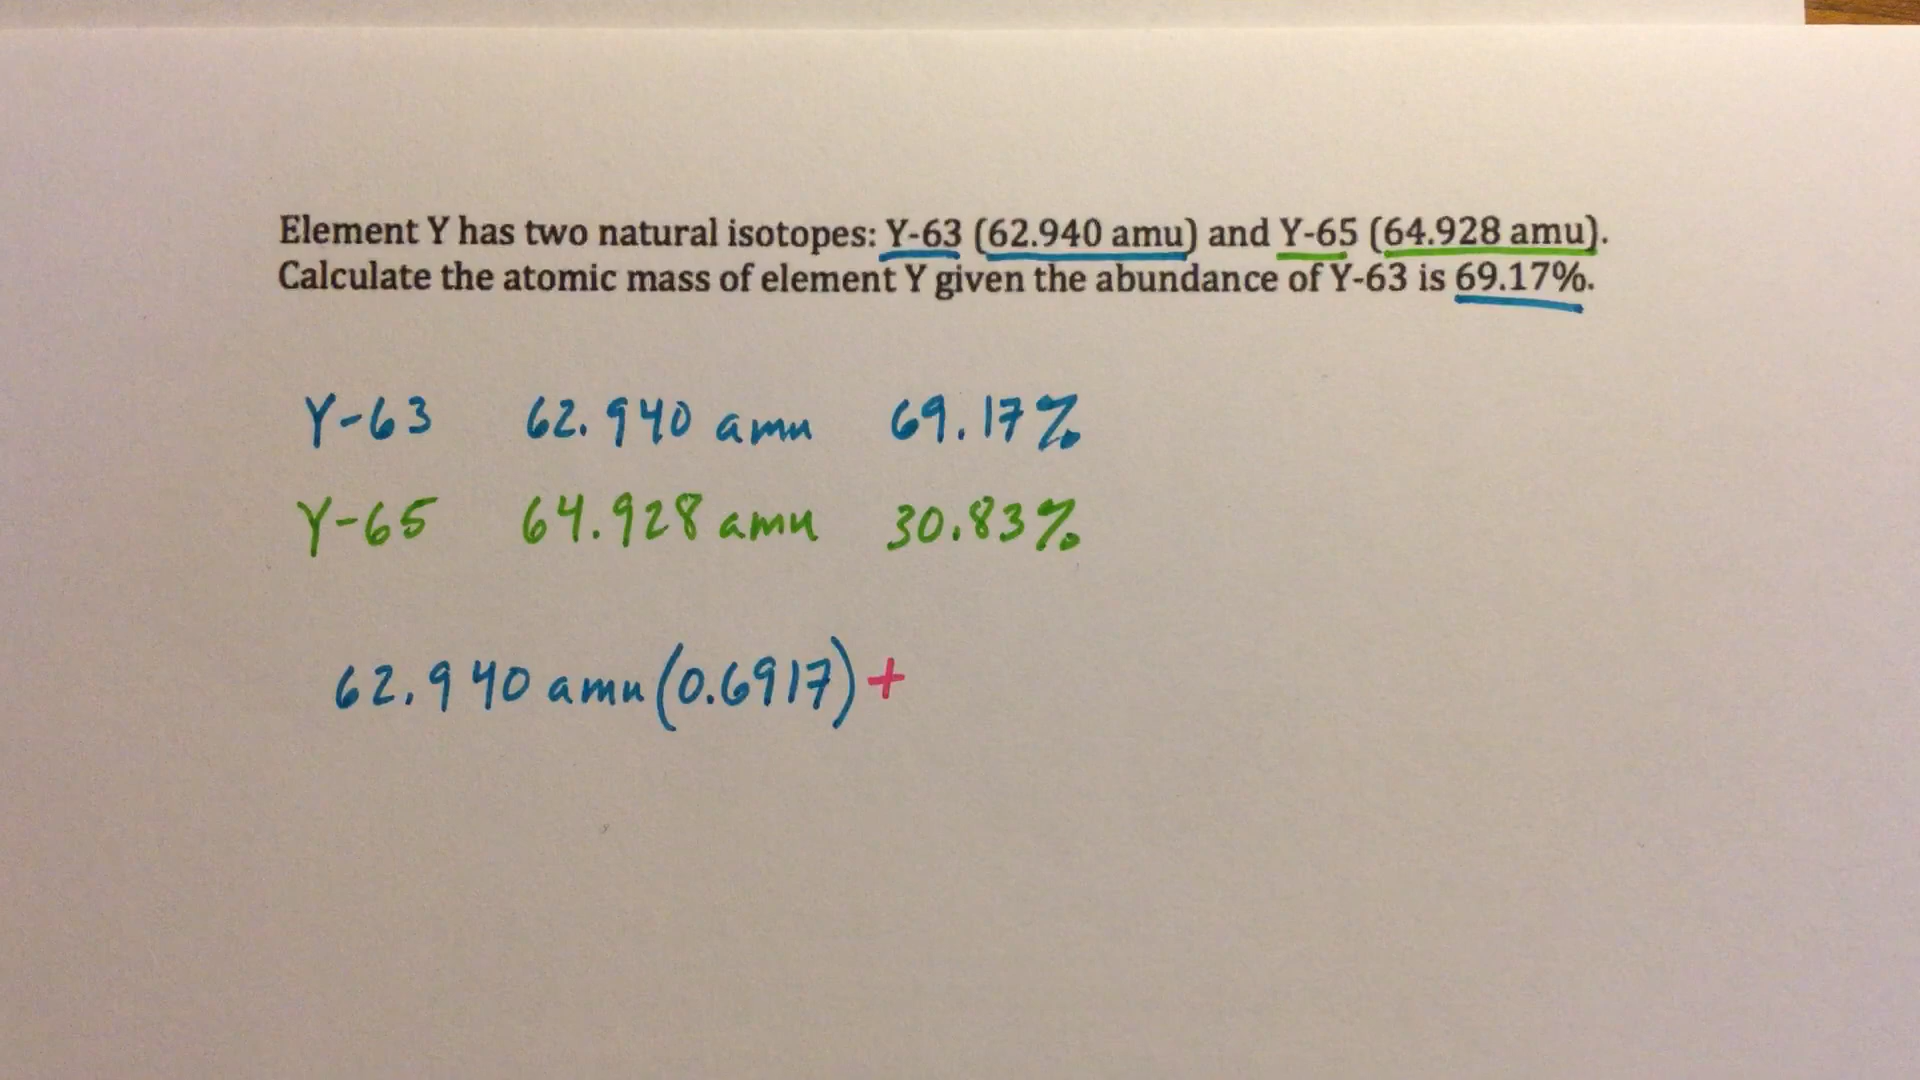 Element Y has two natural isotopes: Y-63 (62.940 amu) and Y-65 (64.928 amu).
Calculate the atomic mass of element Y given the abundance of Y-63 is 69.17%.
Y-63 62.940 amu 69.17%
Y-65 64.928 amu 30.83%
62.940 amu (0.6917) +